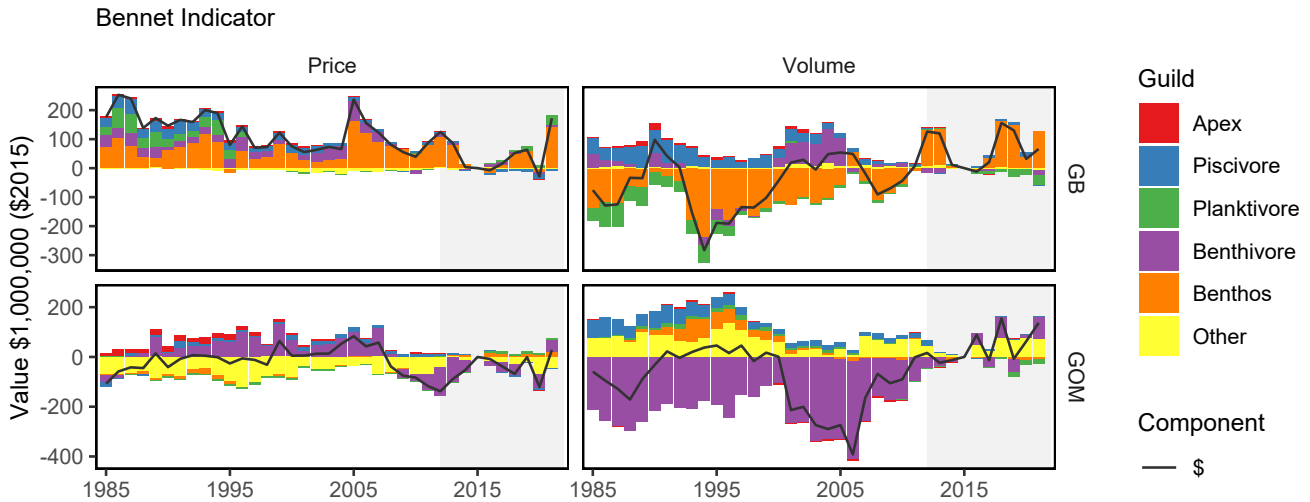 Bennet Indicator
Price
Volume
Value $1,000,000 ($2015)
200
100
0
-100
-200
-300
GB
200
0
-200
-400
GOM
1985
1995
2005
2015
1985
1995
2005
2015
Guild
Apex
Piscivore
Planktivore
Benthivore
Benthos
Other
Component
$